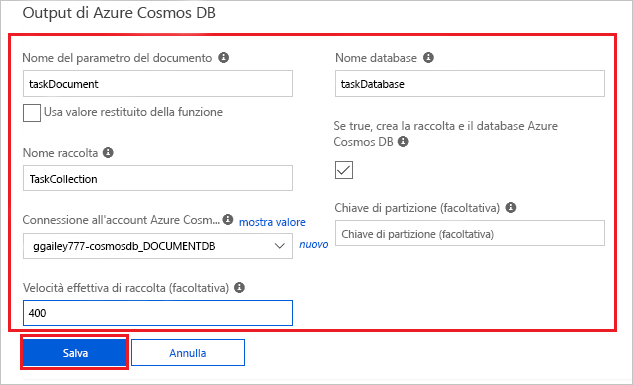 Output di Azure Cosmos DB
Nome del parametro del documento
taskDocument
Usa valore restituito della funzione
Nome raccolta
TaskCollection
Connessione all'account Azure Cosm... mostra valore
ggailey777-cosmosdb_DOCUMENTDB
nuovo
Velocità effettiva di raccolta (facoltativa)
400
Nome database
taskDatabase
Se true, crea la raccolta e il database Azure
Cosmos DB
Chiave di partizione (facoltativa)
Chiave di partizione (facoltativa)
Salva
Annulla